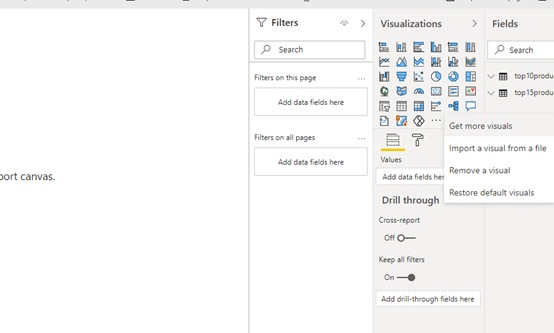 port canvas.
Filters
Search
Filters on this page
Add data fields here
Filters on all pages
Add data fields here
Visualizations
Values
Add data fields her
Drill through
Cross-report
Off
Keep all filters
On
Add drill-through fields here
Get more visuals
Import a visual from a file
Remove a visual
Restore default visuals
Fields
Search
top10produ
top15produ